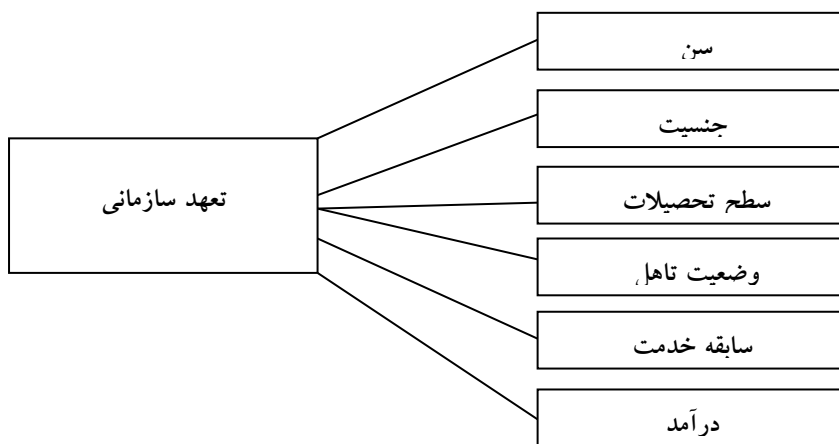 سن
جنسیت
تعهد سازمانی
سطح تحصیلات
وضعیت تاهل
سابقه خدمت
درآمد